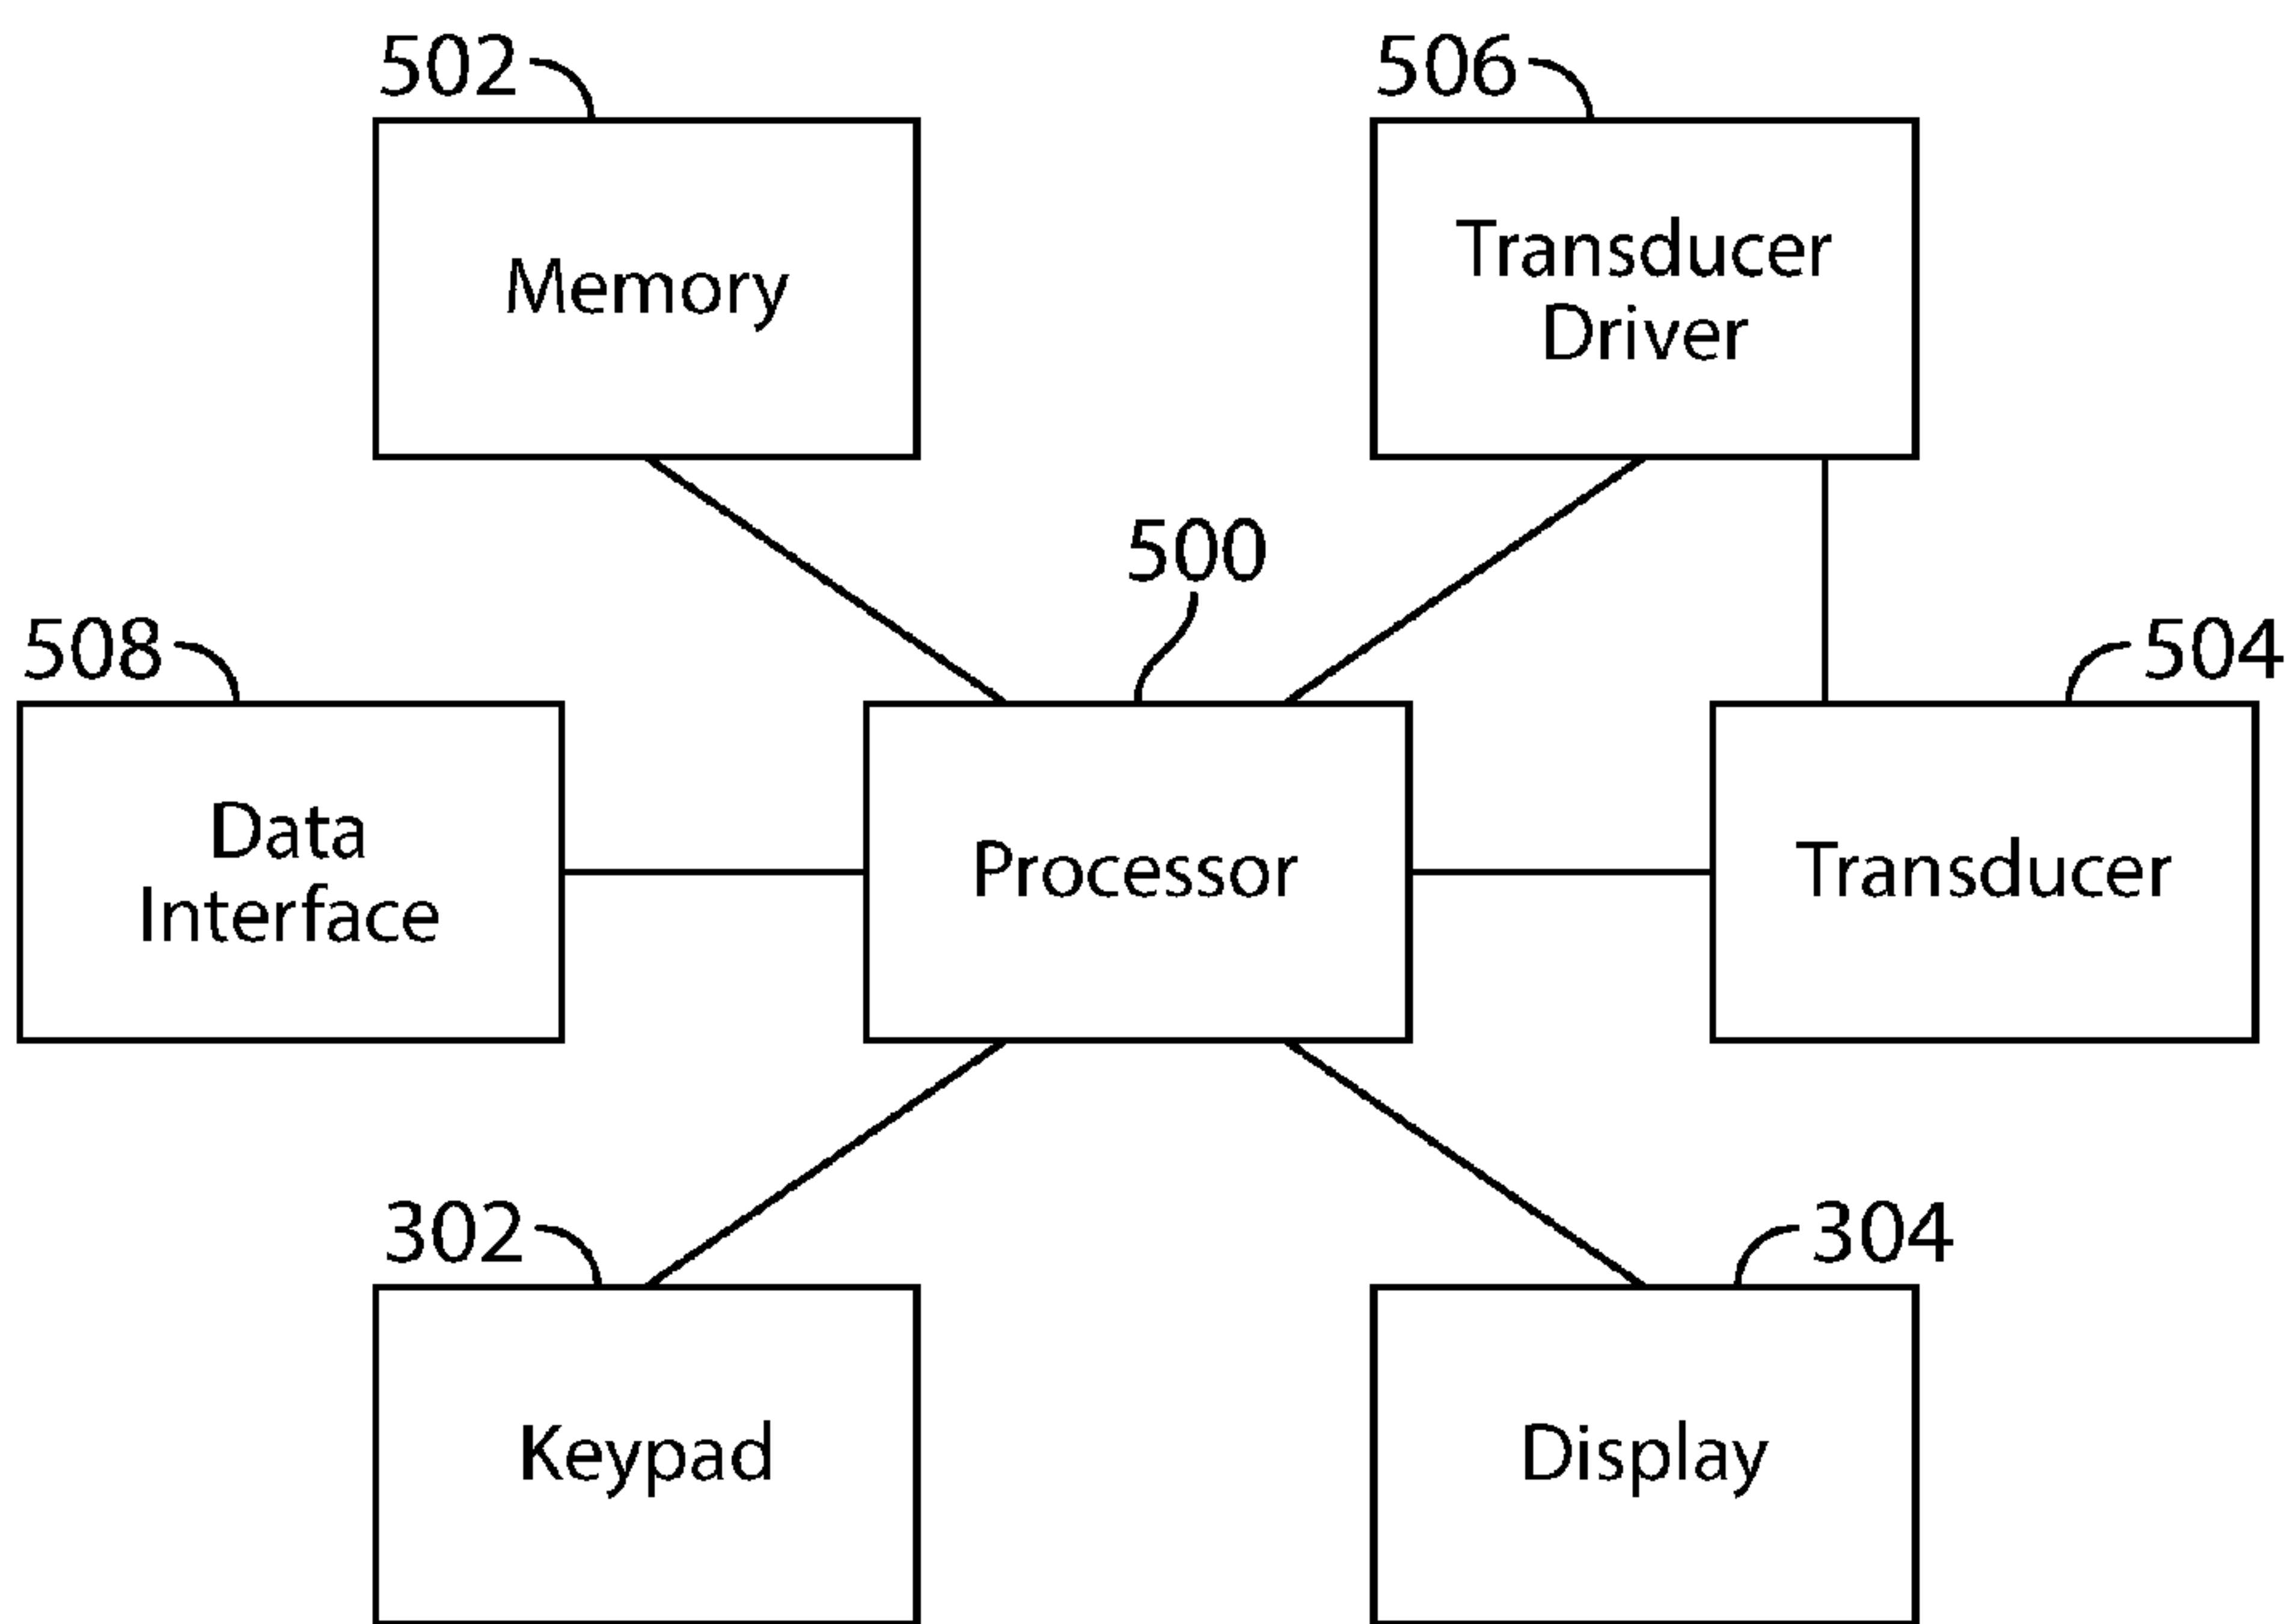 502
506
Memory
Transducer
Driver
500
508
504
Data
Interface
Processor
Transducer
302
304
Keypad
Display